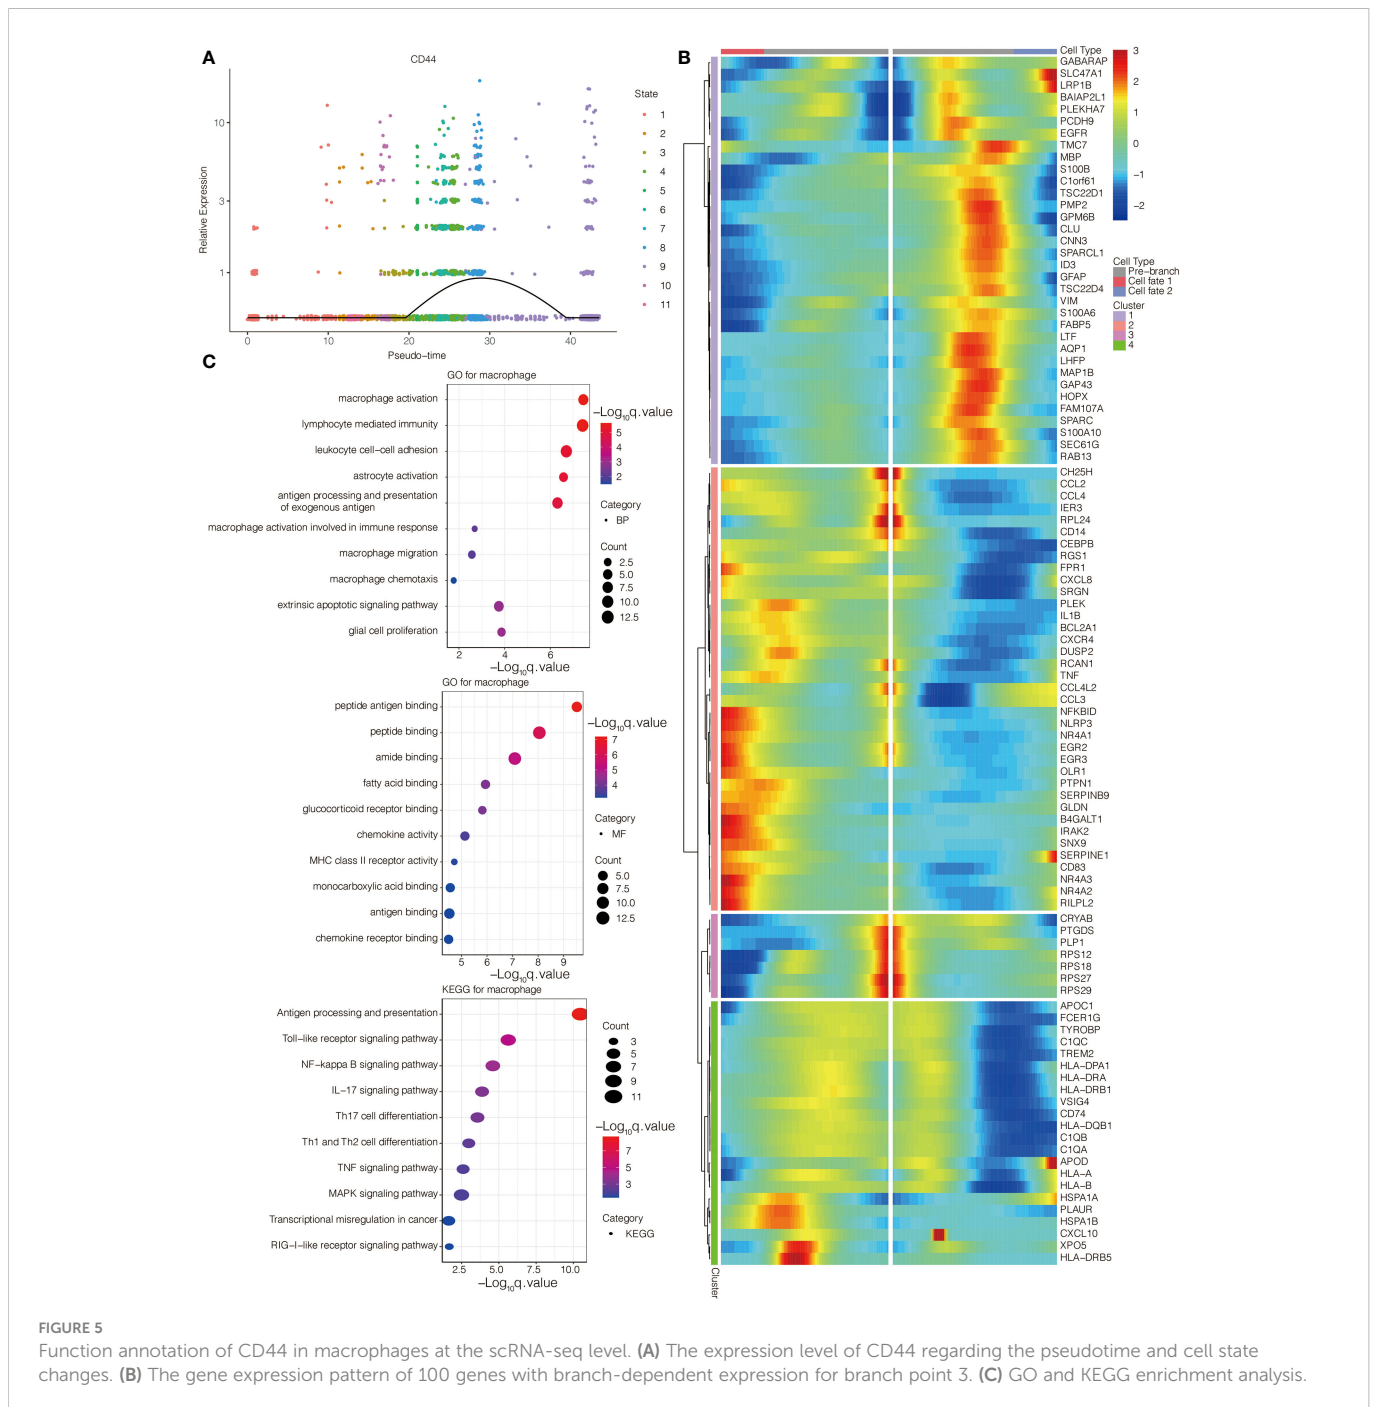 A
CD44
Relative Expression
10
3
1
0
10
20
30
40
Pseudo-time
State
1
2
3
4
5
6
7
8
9
10
11
B
Cell Type
GABARAP
SLC47A1
LRP1B
BAIAP2L1
PLEKHA7
PCDH9
EGFR
TMC7
MBP
S100B
C1orf61
TSC22D1
PMP2
GPM6B
CLU
CNN3
SPARCL1
ID3
GFAP
TSC22D4
VIM
S100A6
FABP5
LTF
AQP1
LHFP
MAP1B
GAP43
HOPX
FAM107A
SPARC
S100A10
SEC61G
RAB13
CH25H
CCL2
CCL4
IER3
RPL24
CD14
CEBPB
RGS1
FPR1
CXCL8
SRGN
PLEK
IL1B
BCL2A1
CXCR4
DUSP2
RCAN1
TNF
CCL4L2
CCL3
NFKBID
NLRP3
NR4A1
EGR2
EGR3
OLR1
PTPN1
SERPINB9
GLDN
B4GALT1
IRAK2
SNX9
SERPINE1
CD83
NR4A3
NR4A2
RILPL2
CRYAB
PTGDS
PLP1
RPS12
RPS18
RPS27
RPS29
APOC1
FCER1G
TYROBP
C1QC
TREM2
HLA−DPA1
HLA−DRA
HLA−DRB1
VSIG4
CD74
HLA−DQB1
C1QB
C1QA
APOD
HLA−A
HLA−B
HSPA1A
PLAUR
HSPA1B
CXCL10
XPO5
HLA−DRB5
Cluster
3
2
1
0
−1
−2
Cell Type
Pre−branch
Cell fate 1
Cell fate 2
Cluster
1
2
3
4
C
GO for macrophage
macrophage activation
lymphocyte mediated immunity
leukocyte cell−cell adhesion
astrocyte activation
antigen processing and presentation
of exogenous antigen
macrophage activation involved in immune response
macrophage migration
macrophage chemotaxis
extrinsic apoptotic signaling pathway
glial cell proliferation
2
4
6
−Log10q.value
−Log10q.value
5
4
3
2
Category
BP
Count
2.5
5.0
7.5
10.0
12.5
GO for macrophage
peptide antigen binding
peptide binding
amide binding
fatty acid binding
glucocorticoid receptor binding
chemokine activity
MHC class II receptor activity
monocarboxylic acid binding
antigen binding
chemokine receptor binding
5
6
7
8
9
−Log10q.value
−Log10q.value
7
6
5
4
Category
MF
Count
5.0
7.5
10.0
12.5
KEGG for macrophage
Antigen processing and presentation
Toll−like receptor signaling pathway
NF−kappa B signaling pathway
IL−17 signaling pathway
Th17 cell differentiation
Th1 and Th2 cell differentiation
TNF signaling pathway
MAPK signaling pathway
Transcriptional misregulation in cancer
RIG−I−like receptor signaling pathway
2.5
5.0
7.5
10.0
−Log10q.value
Count
3
5
7
9
11
−Log10q.value
7
5
3
Category
KEGG
FIGURE 5
Function annotation of CD44 in macrophages at the scRNA-seq level. (A) The expression level of CD44 regarding the pseudotime and cell state
changes. (B) The gene expression pattern of 100 genes with branch-dependent expression for branch point 3. (C) GO and KEGG enrichment analysis.